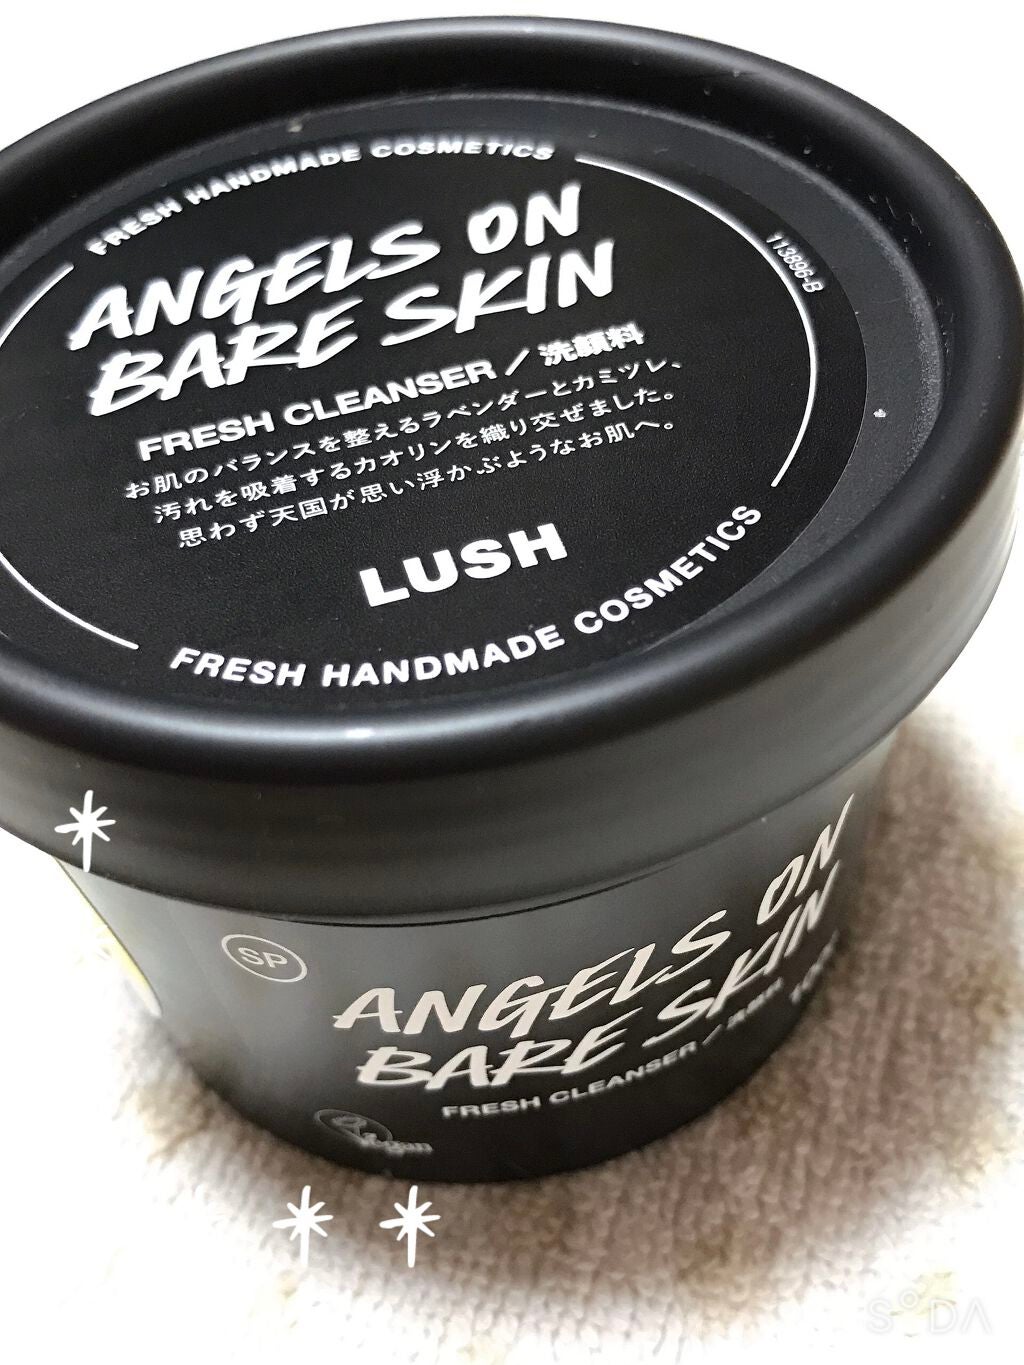 FRESH HANDMADE COSMETICS
ANGELS ON
BARE SKIN
FRESH CLEANSER／洗顔料
お肌のバランスを整えるラベンダーとカミツレ、
汚れを吸着するカオリンを織り交ぜました。
思わず天国が思い浮かぶようなお肌へ。
LUSH
FRESH HANDMADE COSMETICS
113896-B
SP
ANGELS ON
BARE SKIN
FRESH CLEANSER／洗顔料
Vegan
SODA